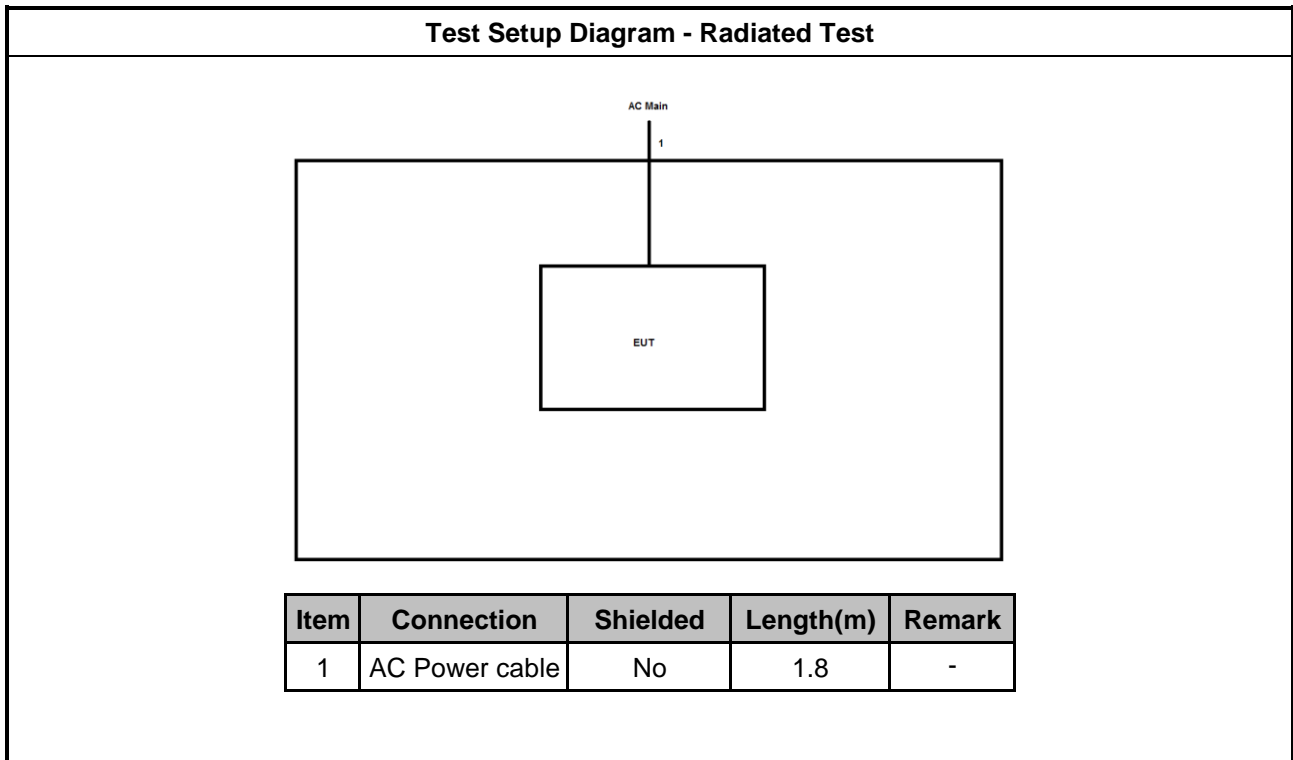 Test Setup Diagram - Radiated Test
AC Main
1
EUT
Item Connection Shielded Length(m) Remark
1 AC Power cable No 1.8 -